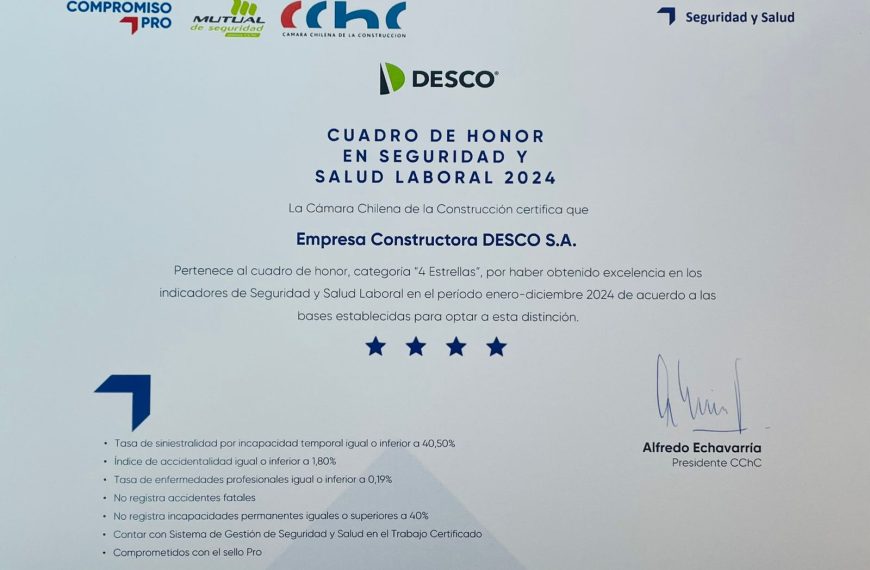 COMPROMISO
PRO
MUTUAL
de seguridad
CChC
CAMARA CHILENA DE LA CONSTRUCCION
Seguridad y Salud
DESCO®
CUADRO DE HONOR
EN SEGURIDAD Y
SALUD LABORAL 2024
La Cámara Chilena de la Construcción certifica que
Empresa Constructora DESCO S.A.
Pertenece al cuadro de honor, categoría "4 Estrellas", por haber obtenido excelencia en los
indicadores de Seguridad y Salud Laboral en el período enero-diciembre 2024 de acuerdo a las
bases establecidas para optar a esta distinción.
• Tasa de siniestralidad por incapacidad temporal igual o inferior a 40,50%
• Índice de accidentalidad igual o inferior a 1,80%
• Tasa de enfermedades profesionales igual o inferior a 0,19%
• No registra accidentes fatales
• No registra incapacidades permanentes iguales o superiores a 40%
• Contar con Sistema de Gestión de Seguridad y Salud en el Trabajo Certificado
• Comprometidos con el sello Pro
Alfredo Echavarría
Presidente CChC